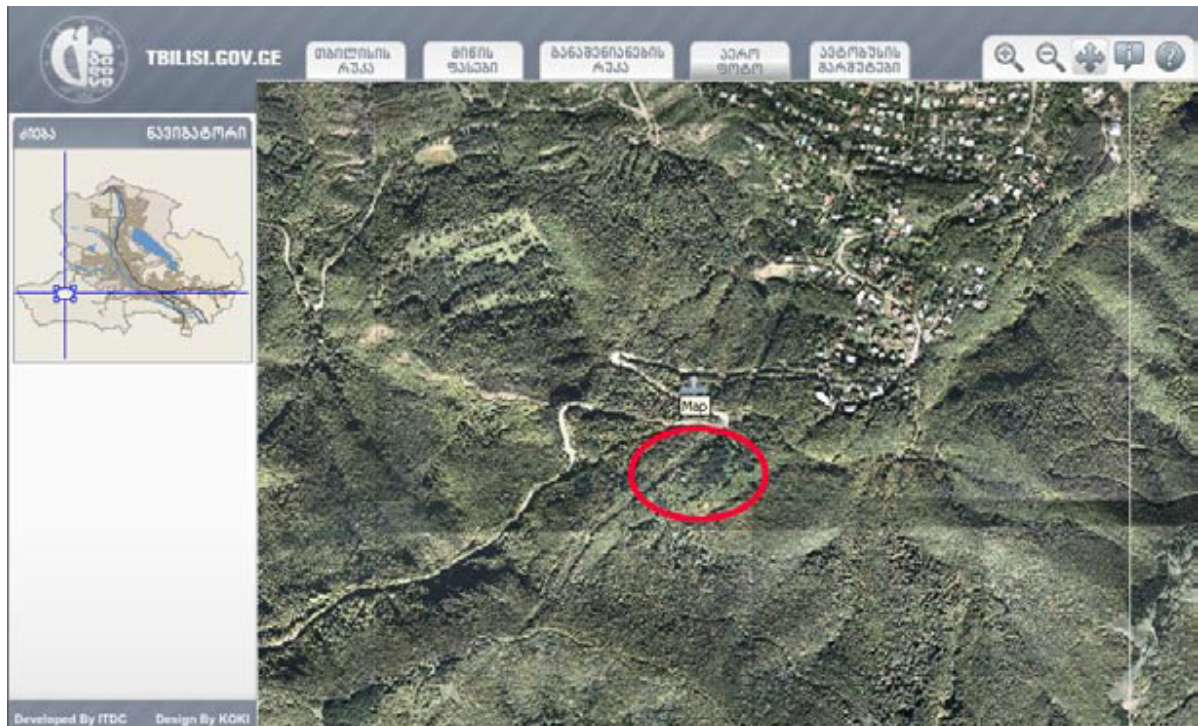 TBILISI.GOV.GE
თბილისის
რუკა
მიწის
ფასები
განაშენიანების
რუკა
აერო
ფოტო
ავტობუსის
მარშუტები
ძიება
ნავიგატორი
Map
Developed By ITDC
Design By KOKI